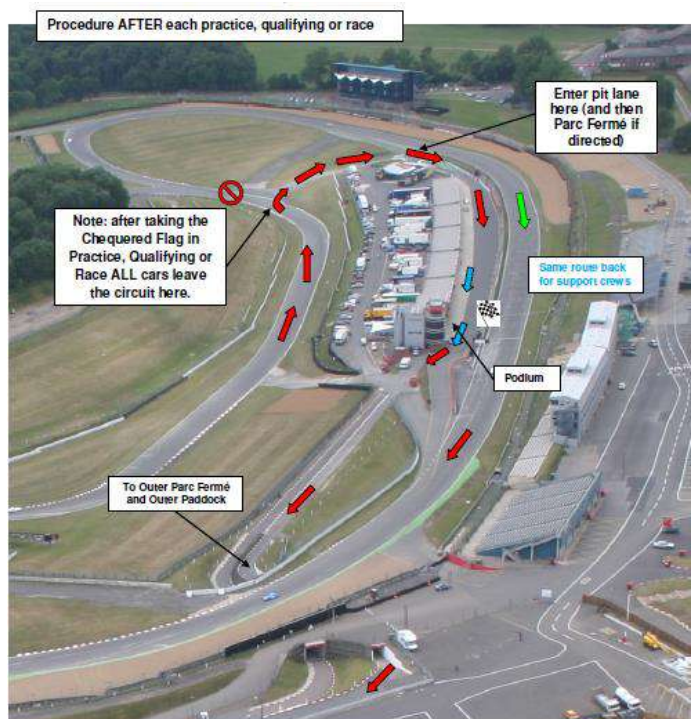 Procedure AFTER each practice, qualifying or race
Enter pit lane
here (and then
Parc Fermé if
directed)
Note: after taking the
Chequered Flag in
Practice, Qualifying or
Race ALL cars leave
the circuit here.
Same route back
for support crews
Podium
To Outer Parc Fermé
and Outer Paddock